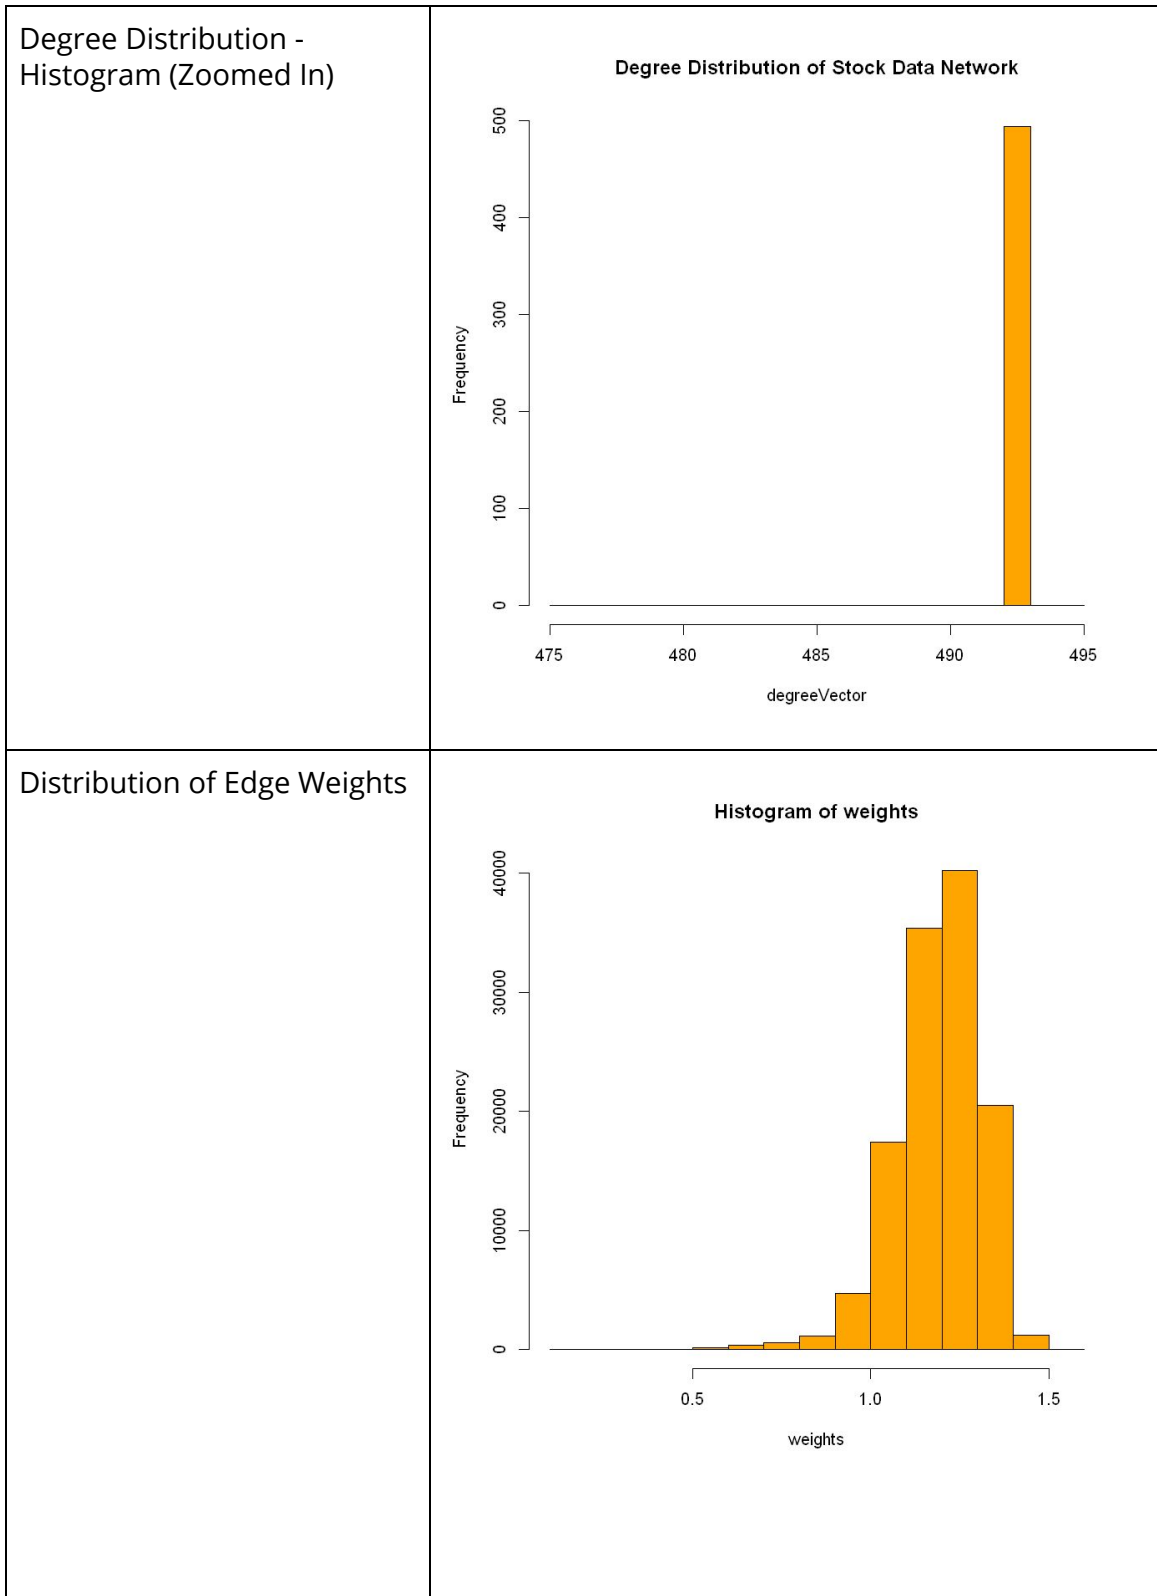 Degree Distribution -
Histogram (Zoomed In)
Degree Distribution of Stock Data Network
Frequency
500
400
300
200
100
0
475 480 485 490 495
degreeVector
Distribution of Edge Weights
Histogram of weights
Frequency
40000
30000
20000
10000
0
0.5 1.0 1.5
weights